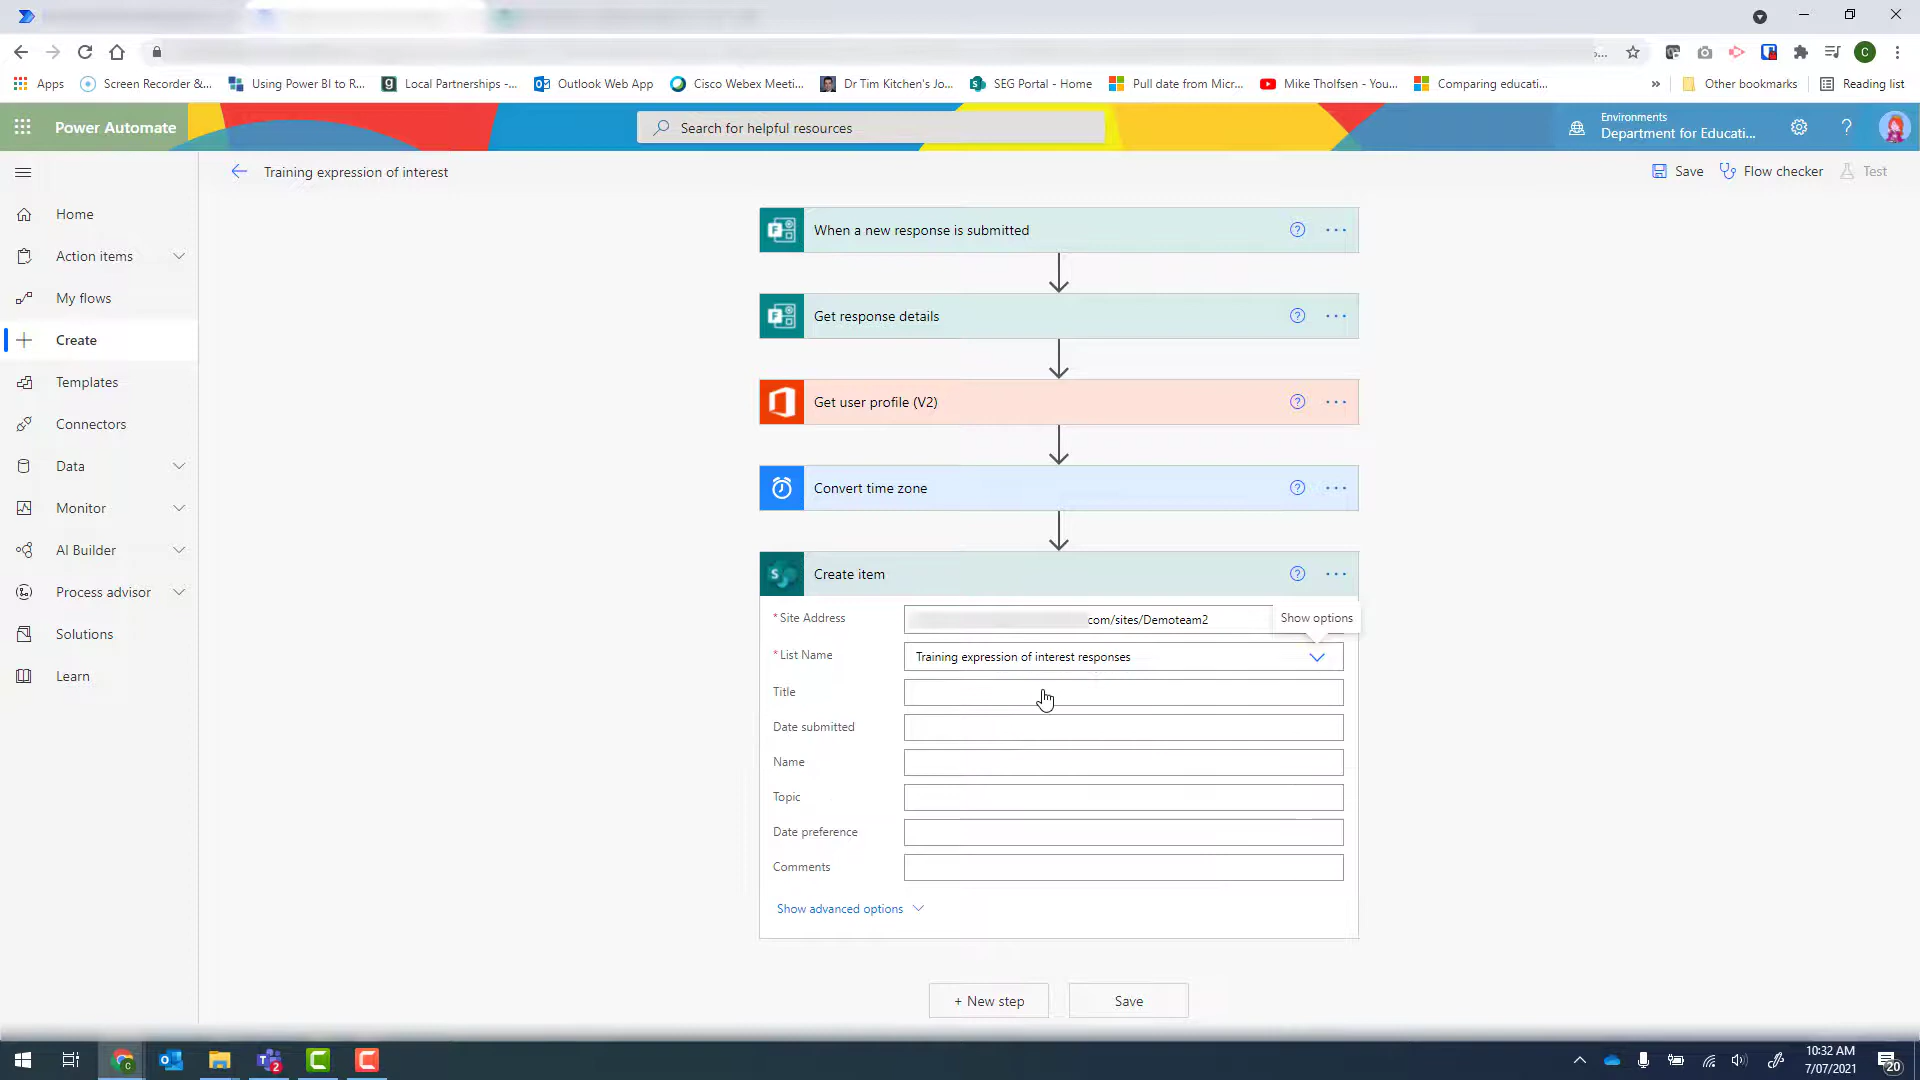 Apps
Screen Recorder &...
Using Power BI to R...
Local Partnerships -...
Outlook Web App
Cisco Webex Meeti...
Dr Tim Kitchen's Jo...
SEG Portal - Home
Pull date from Micr...
Mike Tholfsen - You...
Comparing educati...
»
Other bookmarks
Reading list
Power Automate
Search for helpful resources
Environments
Department for Educati...
Training expression of interest
Save
Flow checker
Test
Home
Action items
My flows
Create
Templates
Connectors
Data
Monitor
AI Builder
Process advisor
Solutions
Learn
When a new response is submitted
Get response details
Get user profile (V2)
Convert time zone
Create item
* Site Address
com/sites/Demoteam2
Show options
* List Name
Training expression of interest responses
Title
Date submitted
Name
Topic
Date preference
Comments
Show advanced options
+ New step
Save
10:32 AM
7/07/2021
20